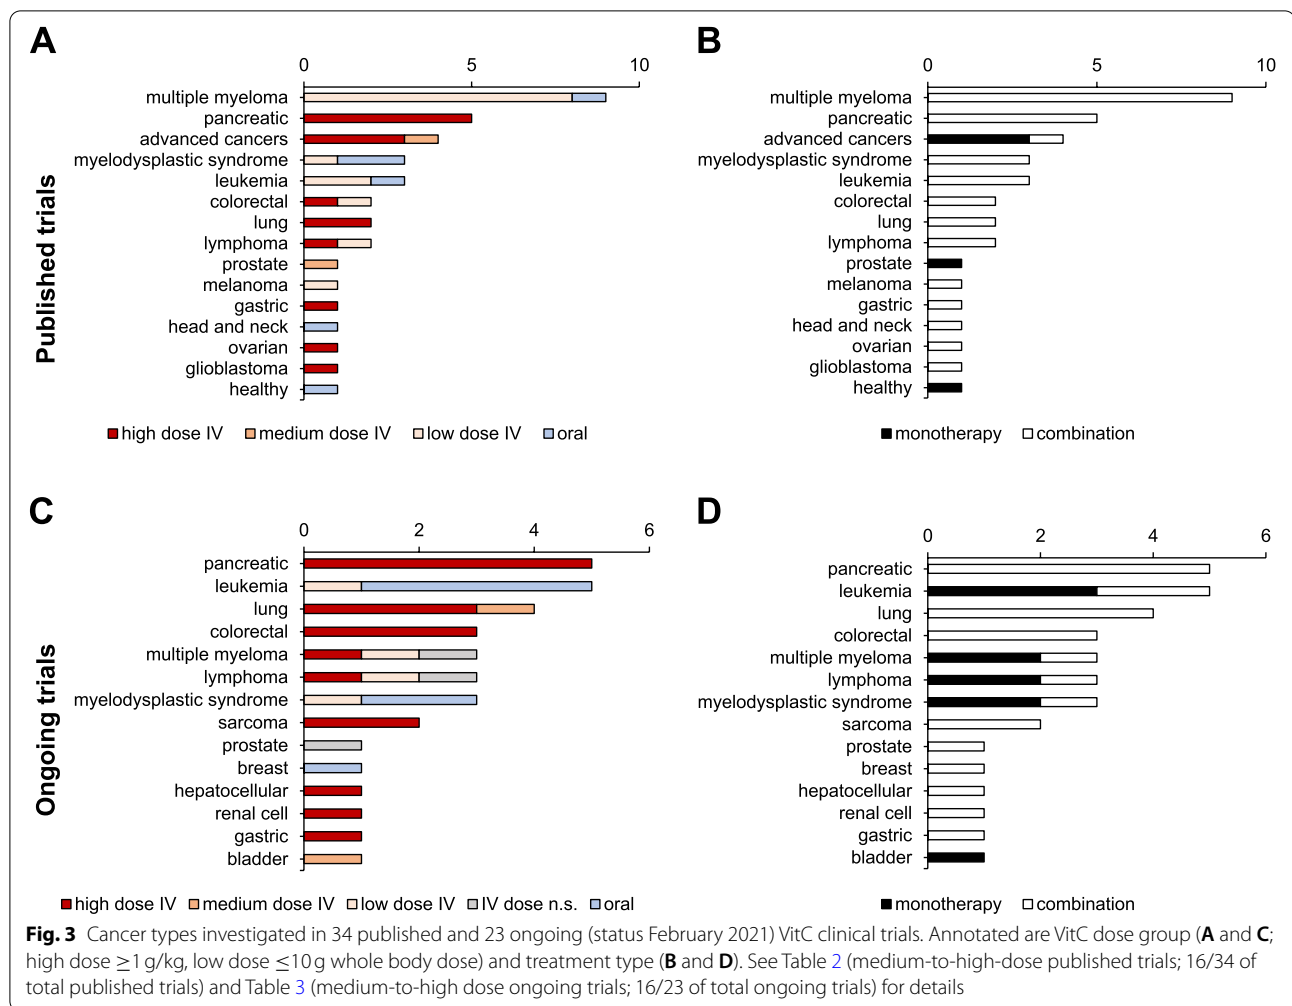 A
0 5 10
Published trials
multiple myeloma
pancreatic
advanced cancers
myelodysplastic syndrome
leukemia
colorectal
lung
lymphoma
prostate
melanoma
gastric
head and neck
ovarian
glioblastoma
healthy
high dose IV medium dose IV low dose IV oral
B
0 5 10
multiple myeloma
pancreatic
advanced cancers
myelodysplastic syndrome
leukemia
colorectal
lung
lymphoma
prostate
melanoma
gastric
head and neck
ovarian
glioblastoma
healthy
monotherapy combination
C
0 2 4 6
Ongoing trials
pancreatic
leukemia
lung
colorectal
multiple myeloma
lymphoma
myelodysplastic syndrome
sarcoma
prostate
breast
hepatocellular
renal cell
gastric
bladder
high dose IV medium dose IV low dose IV IV dose n.s. oral
D
0 2 4 6
pancreatic
leukemia
lung
colorectal
multiple myeloma
lymphoma
myelodysplastic syndrome
sarcoma
prostate
breast
hepatocellular
renal cell
gastric
bladder
monotherapy combination
Fig. 3 Cancer types investigated in 34 published and 23 ongoing (status February 2021) VitC clinical trials. Annotated are VitC dose group (A and C;
high dose ≥1 g/kg, low dose ≤10 g whole body dose) and treatment type (B and D). See Table 2 (medium-to-high-dose published trials; 16/34 of
total published trials) and Table 3 (medium-to-high dose ongoing trials; 16/23 of total ongoing trials) for details